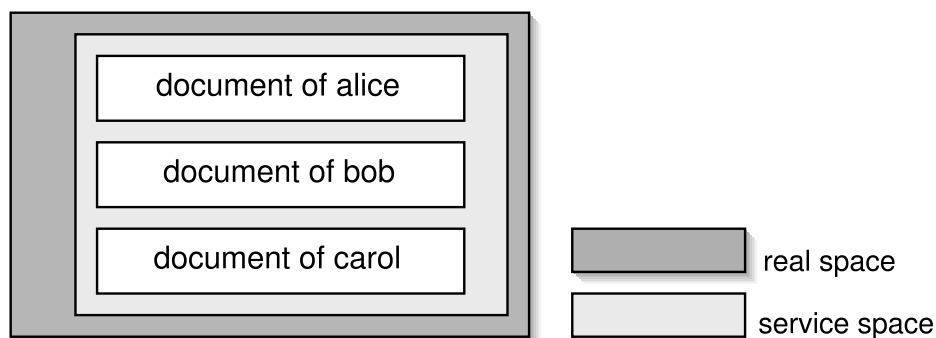 document of alice
document of bob
document of carol
real space
service space